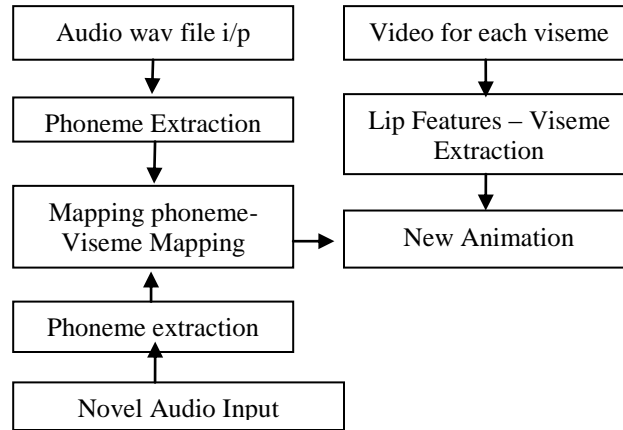 Audio wav file i/p
Phoneme Extraction
Mapping phoneme-
Viseme Mapping
Phoneme extraction
Novel Audio Input
Video for each viseme
Lip Features – Viseme
Extraction
New Animation